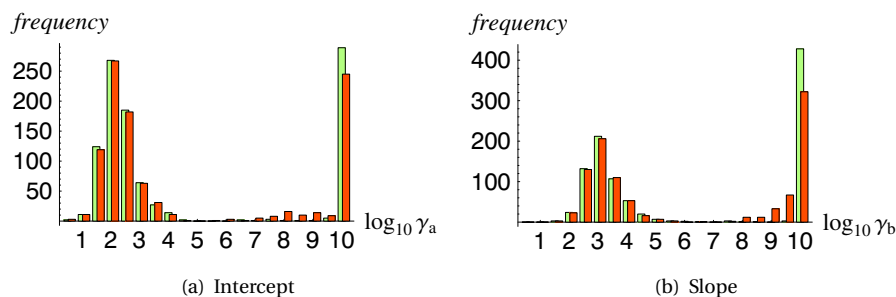 frequency
250
200
150
100
50
1 2 3 4 5 6 7 8 9 10
log₁₀ γₐ
(a) Intercept
frequency
400
300
200
100
1 2 3 4 5 6 7 8 9 10
log₁₀ γ_b
(b) Slope